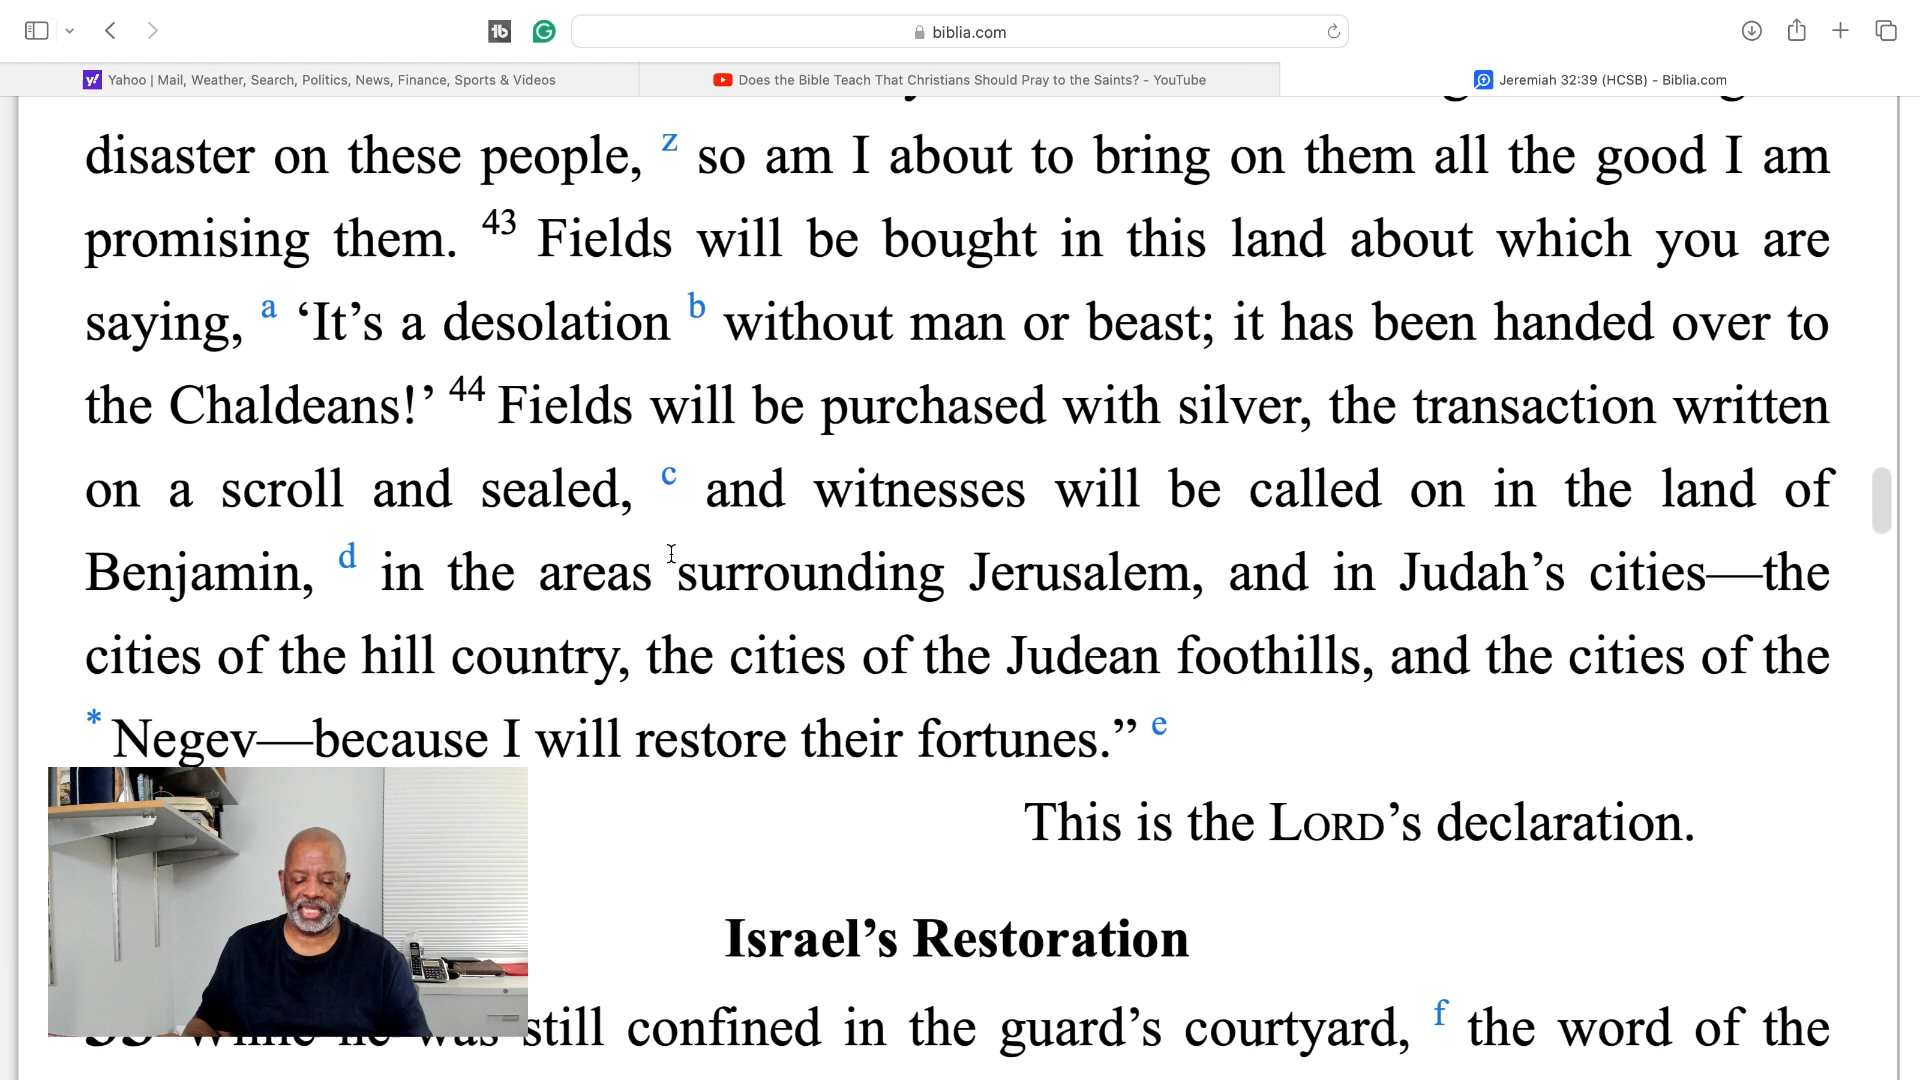 biblia.com
Yahoo | Mail, Weather, Search, Politics, News, Finance, Sports & Videos
Does the Bible Teach That Christians Should Pray to the Saints? - YouTube
Jeremiah 32:39 (HCSB) - Biblia.com
disaster on these people, z so am I about to bring on them all the good I am
promising them. 43 Fields will be bought in this land about which you are
saying, a ‘It’s a desolation b without man or beast; it has been handed over to
the Chaldeans!’ 44 Fields will be purchased with silver, the transaction written
on a scroll and sealed, c and witnesses will be called on in the land of
Benjamin, d in the areas surrounding Jerusalem, and in Judah’s cities—the
cities of the hill country, the cities of the Judean foothills, and the cities of the
* Negev—because I will restore their fortunes.” e
This is the LORD’s declaration.
Israel’s Restoration
still confined in the guard’s courtyard, f the word of the